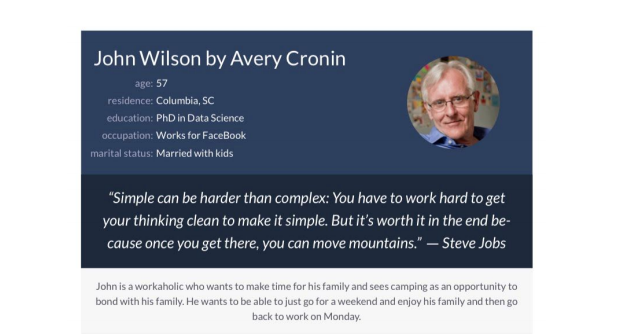 John Wilson by Avery Cronin
age: 57
residence: Columbia, SC
education: PhD in Data Science
occupation: Works for FaceBook
marital status: Married with kids
“Simple can be harder than complex: You have to work hard to get
your thinking clean to make it simple. But it’s worth it in the end be-
cause once you get there, you can move mountains.” — Steve Jobs
John is a workaholic who wants to make time for his family and sees camping as an opportunity to
bond with his family. He wants to be able to just go for a weekend and enjoy his family and then go
back to work on Monday.